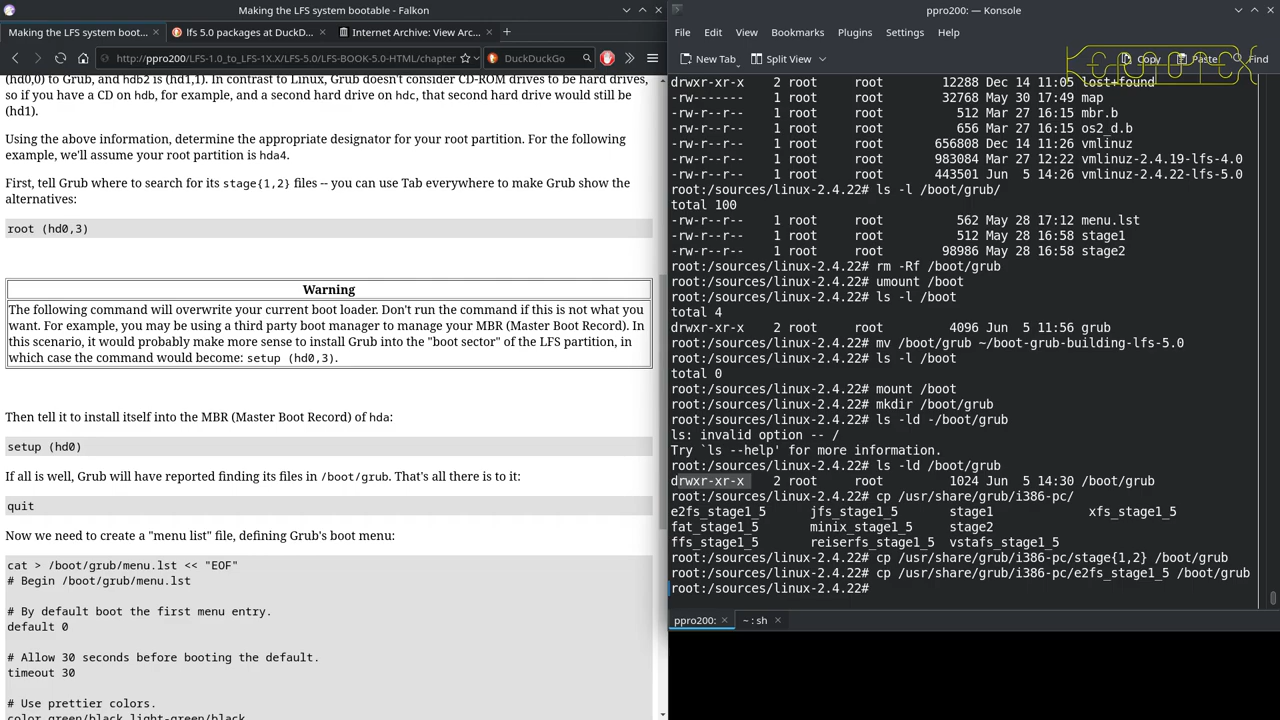 Making the LFS system bootable - Falkon
Making the LFS system boot...
lfs 5.0 packages at DuckD...
Internet Archive: View Arc...
http://ppro200/LFS-1.0_to_LFS-1X.X/LFS-5.0/LFS-BOOK-5.0-HTML/chapter
DuckDuckGo
(hd0,0) to Grub, and hdb2 is (hd1,1). In contrast to Linux, Grub doesn't consider CD-ROM drives to be hard drives,
so if you have a CD on hdb, for example, and a second hard drive on hdc, that second hard drive would still be
(hd1).
Using the above information, determine the appropriate designator for your root partition. For the following
example, we'll assume your root partition is hda4.
First, tell Grub where to search for its stage{1,2} files -- you can use Tab everywhere to make Grub show the
alternatives:
root (hd0,3)
Warning
The following command will overwrite your current boot loader. Don't run the command if this is not what you
want. For example, you may be using a third party boot manager to manage your MBR (Master Boot Record). In
this scenario, it would probably make more sense to install Grub into the "boot sector" of the LFS partition, in
which case the command would become: setup (hd0,3).
Then tell it to install itself into the MBR (Master Boot Record) of hda:
setup (hd0)
If all is well, Grub will have reported finding its files in /boot/grub. That's all there is to it:
quit
Now we need to create a "menu list" file, defining Grub's boot menu:
cat > /boot/grub/menu.lst << "EOF"
# Begin /boot/grub/menu.lst
# By default boot the first menu entry.
default 0
# Allow 30 seconds before booting the default.
timeout 30
# Use prettier colors.
color green/black light-green/black
ppro200: — Konsole
File Edit View Bookmarks Plugins Settings Help
New Tab Split View Copy Paste Find
drwxr-xr-x 2 root root 12288 Dec 14 11:05 lost+found
-rw------- 1 root root 32768 May 30 17:49 map
-rw-r--r-- 1 root root 512 Mar 27 16:15 mbr.b
-rw-r--r-- 1 root root 656 Mar 27 16:15 os2_d.b
-rw-r--r-- 1 root root 656808 Dec 14 11:26 vmlinuz
-rw-r--r-- 1 root root 983084 Mar 27 12:22 vmlinuz-2.4.19-lfs-4.0
-rw-r--r-- 1 root root 443501 Jun 5 14:26 vmlinuz-2.4.22-lfs-5.0
root:/sources/linux-2.4.22# ls -l /boot/grub/
total 100
-rw-r--r-- 1 root root 562 May 28 17:12 menu.lst
-rw-r--r-- 1 root root 512 May 28 16:58 stage1
-rw-r--r-- 1 root root 98986 May 28 16:58 stage2
root:/sources/linux-2.4.22# rm -Rf /boot/grub
root:/sources/linux-2.4.22# umount /boot
root:/sources/linux-2.4.22# ls -l /boot
total 4
drwxr-xr-x 2 root root 4096 Jun 5 11:56 grub
root:/sources/linux-2.4.22# mv /boot/grub ~/boot-grub-building-lfs-5.0
root:/sources/linux-2.4.22# ls -l /boot
total 0
root:/sources/linux-2.4.22# mount /boot
root:/sources/linux-2.4.22# mkdir /boot/grub
root:/sources/linux-2.4.22# ls -ld -/boot/grub
ls: invalid option -- /
Try `ls --help' for more information.
root:/sources/linux-2.4.22# ls -ld /boot/grub
drwxr-xr-x 2 root root 1024 Jun 5 14:30 /boot/grub
root:/sources/linux-2.4.22# cp /usr/share/grub/i386-pc/
e2fs_stage1_5 jfs_stage1_5 stage1 xfs_stage1_5
fat_stage1_5 minix_stage1_5 stage2
ffs_stage1_5 reiserfs_stage1_5 vstafs_stage1_5
root:/sources/linux-2.4.22# cp /usr/share/grub/i386-pc/stage{1,2} /boot/grub
root:/sources/linux-2.4.22# cp /usr/share/grub/i386-pc/e2fs_stage1_5 /boot/grub
root:/sources/linux-2.4.22#
ppro200:
~ : sh